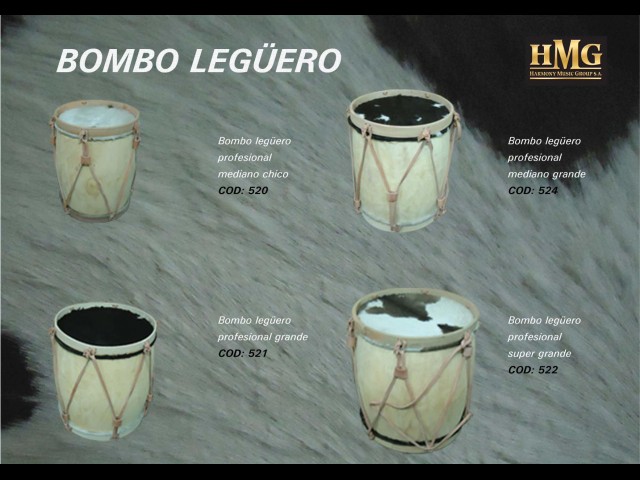 BOMBO LEGÜERO
HMG
HARMONY MUSIC GROUP S.A.
Bombo legüero
profesional
mediano chico
COD: 520
Bombo legüero
profesional
mediano grande
COD: 524
Bombo legüero
profesional grande
COD: 521
Bombo legüero
profesional
super grande
COD: 522